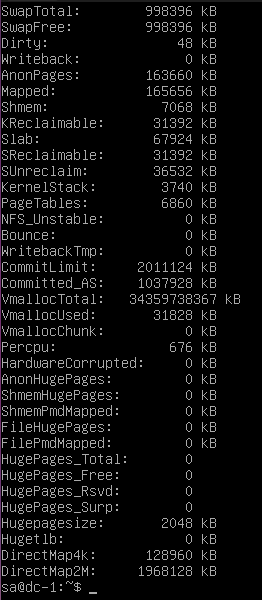 SwapTotal: 998396 kB
SwapFree: 998396 kB
Dirty: 48 kB
Writeback: 0 kB
AnonPages: 163660 kB
Mapped: 165656 kB
Shmem: 7068 kB
KReclaimable: 31392 kB
Slab: 67924 kB
SReclaimable: 31392 kB
SUnreclaim: 36532 kB
KernelStack: 3740 kB
PageTables: 6860 kB
NFS_Unstable: 0 kB
Bounce: 0 kB
WritebackTmp: 0 kB
CommitLimit: 2011124 kB
Committed_AS: 1037928 kB
VmallocTotal: 34359738367 kB
VmallocUsed: 31828 kB
VmallocChunk: 0 kB
Percpu: 676 kB
HardwareCorrupted: 0 kB
AnonHugePages: 0 kB
ShmemHugePages: 0 kB
ShmemPmdMapped: 0 kB
FileHugePages: 0 kB
FilePmdMapped: 0 kB
HugePages_Total: 0
HugePages_Free: 0
HugePages_Rsvd: 0
HugePages_Surp: 0
Hugepagesize: 2048 kB
Hugetlb: 0 kB
DirectMap4k: 128960 kB
DirectMap2M: 1968128 kB
sa@dc-1:~$ _